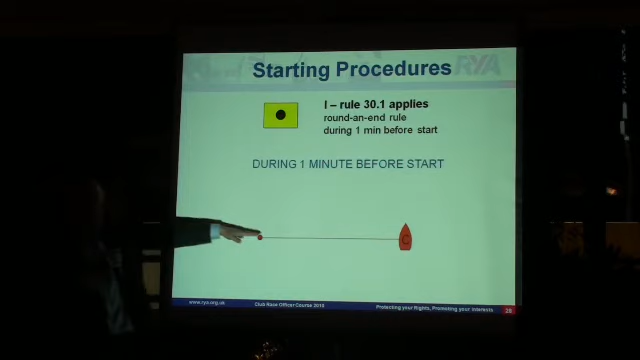 Starting Procedures
RYA
I – rule 30.1 applies
round-an-end rule
during 1 min before start
DURING 1 MINUTE BEFORE START
C
www.rya.org.uk
Club Race Officer Course 2010
Protecting your Rights, Promoting your Interests
28